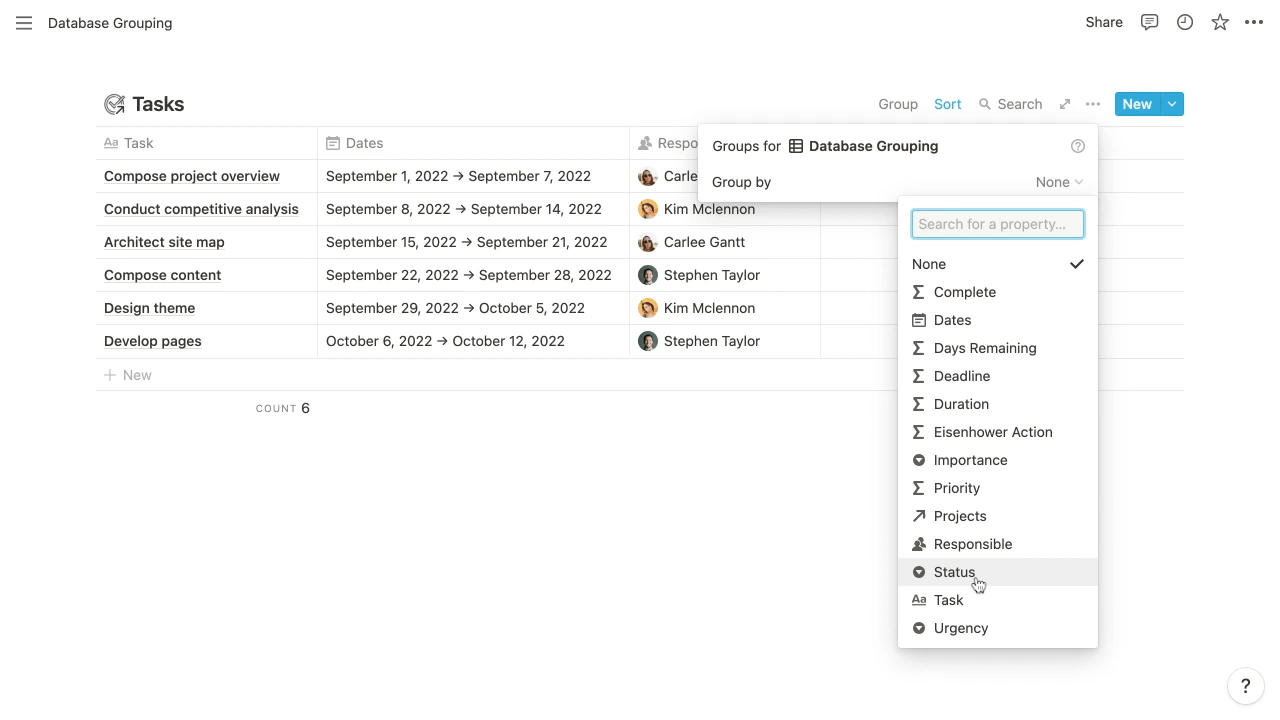 Database Grouping
Share
Tasks
Group Sort Search New
Aa Task Dates Respo
Groups for Database Grouping
Group by None
Compose project overview September 1, 2022 → September 7, 2022 Carle
Conduct competitive analysis September 8, 2022 → September 14, 2022 Kim Mclennon
Architect site map September 15, 2022 → September 21, 2022 Carlee Gantt
Compose content September 22, 2022 → September 28, 2022 Stephen Taylor
Design theme September 29, 2022 → October 5, 2022 Kim Mclennon
Develop pages October 6, 2022 → October 12, 2022 Stephen Taylor
+ New
COUNT 6
Search for a property...
None
Σ Complete
Dates
Σ Days Remaining
Σ Deadline
Σ Duration
Σ Eisenhower Action
Importance
Σ Priority
Projects
Responsible
Status
Aa Task
Urgency
?